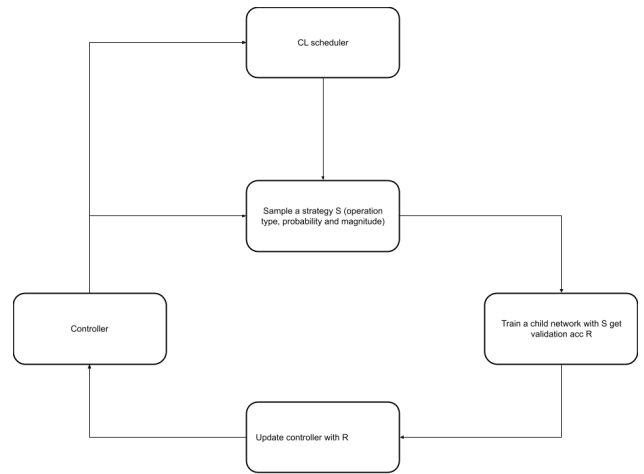 CL scheduler
Sample a strategy S (operation
type, probability and magnitude)
Controller
Train a child network with S get
validation acc R
Update controller with R